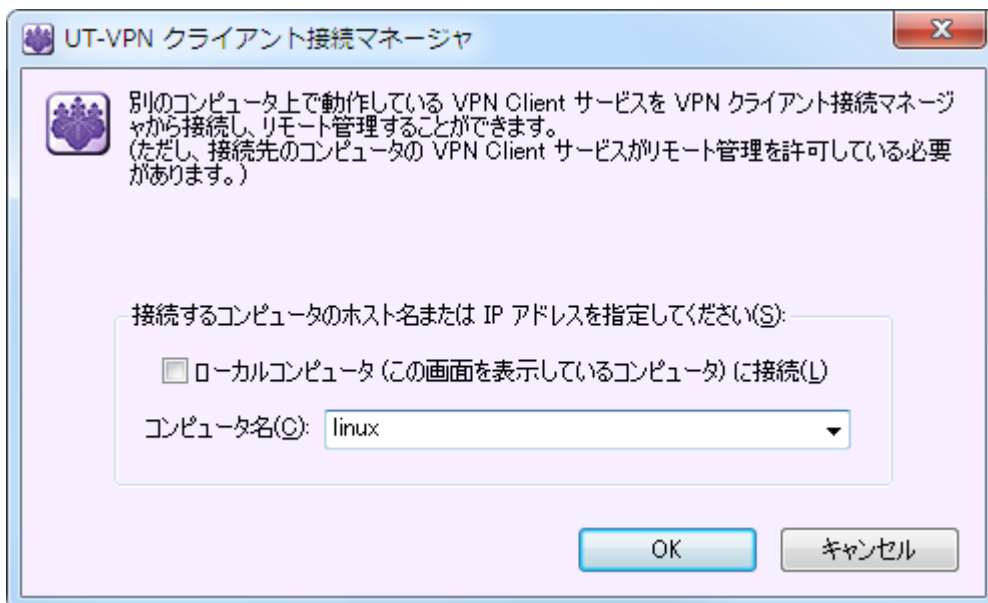 UT-VPN クライアント接続マネージャ
別のコンピュータ上で動作している VPN Client サービスを VPN クライアント接続マネージ
ャから接続し、リモート管理することができます。
(ただし、接続先のコンピュータの VPN Client サービスがリモート管理を許可している必要
があります。)
接続するコンピュータのホスト名または IP アドレスを指定してください(S):
ローカルコンピュータ (この画面を表示しているコンピュータ) に接続(L)
コンピュータ名(C): linux
OK キャンセル